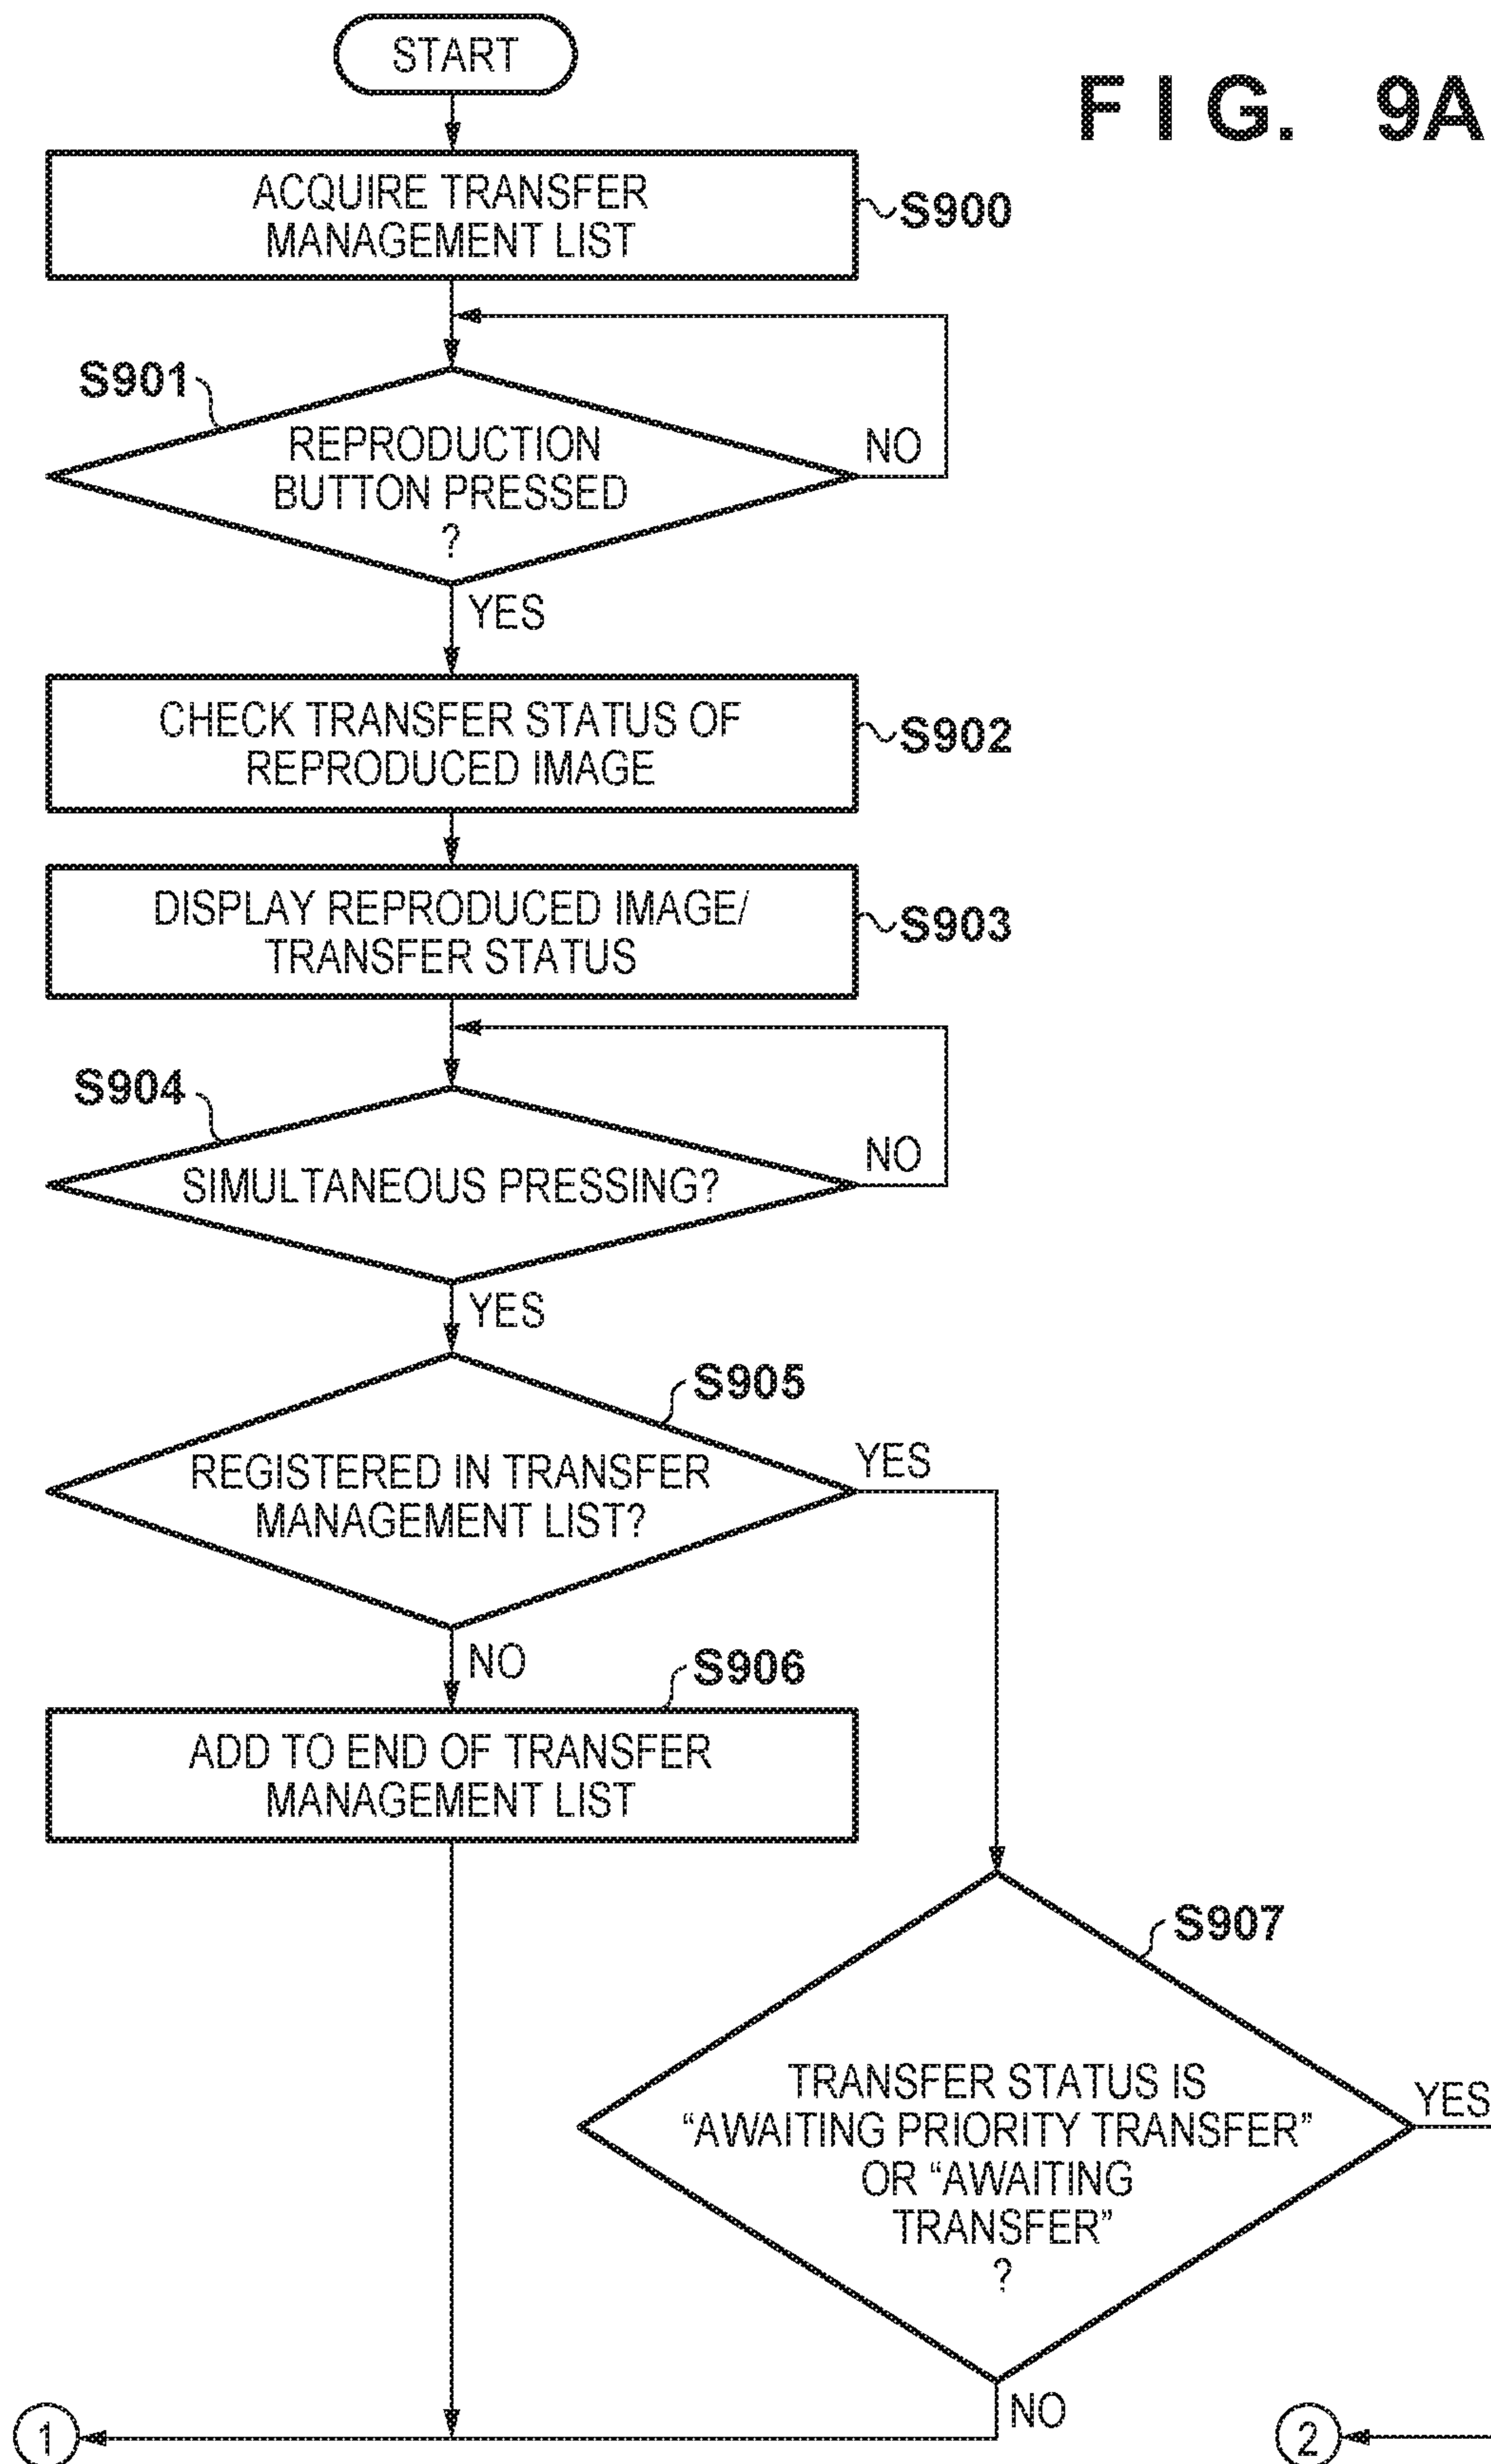 START
FIG. 9A
ACQUIRE TRANSFER
MANAGEMENT LIST
S900
S901
REPRODUCTION
BUTTON PRESSED
?
NO
YES
CHECK TRANSFER STATUS OF
REPRODUCED IMAGE
S902
DISPLAY REPRODUCED IMAGE/
TRANSFER STATUS
S903
S904
SIMULTANEOUS PRESSING?
NO
YES
S905
REGISTERED IN TRANSFER
MANAGEMENT LIST?
YES
NO
S906
ADD TO END OF TRANSFER
MANAGEMENT LIST
S907
TRANSFER STATUS IS
“AWAITING PRIORITY TRANSFER”
OR “AWAITING
TRANSFER”
?
YES
NO
1
2